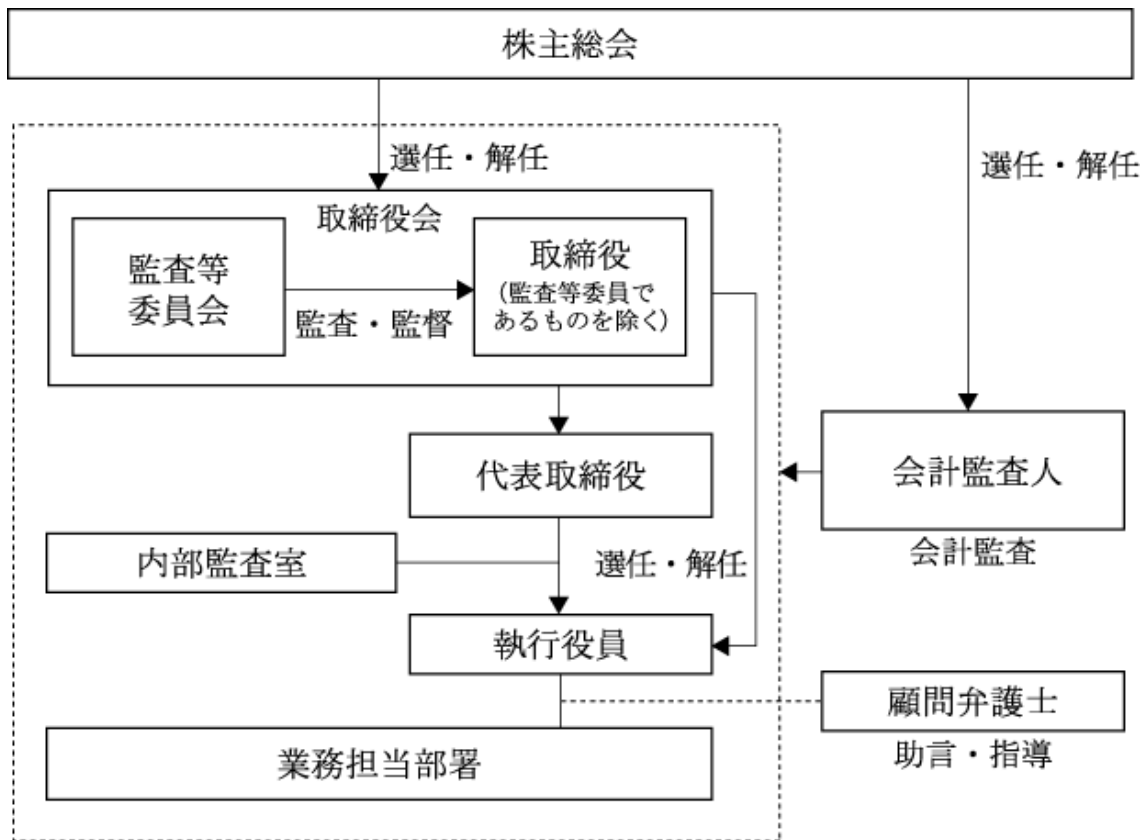 株主総会
選任・解任
選任・解任
取締役会
監査等
委員会
監査・監督
取締役
(監査等委員で
あるものを除く)
代表取締役
会計監査人
会計監査
内部監査室
選任・解任
執行役員
顧問弁護士
助言・指導
業務担当部署